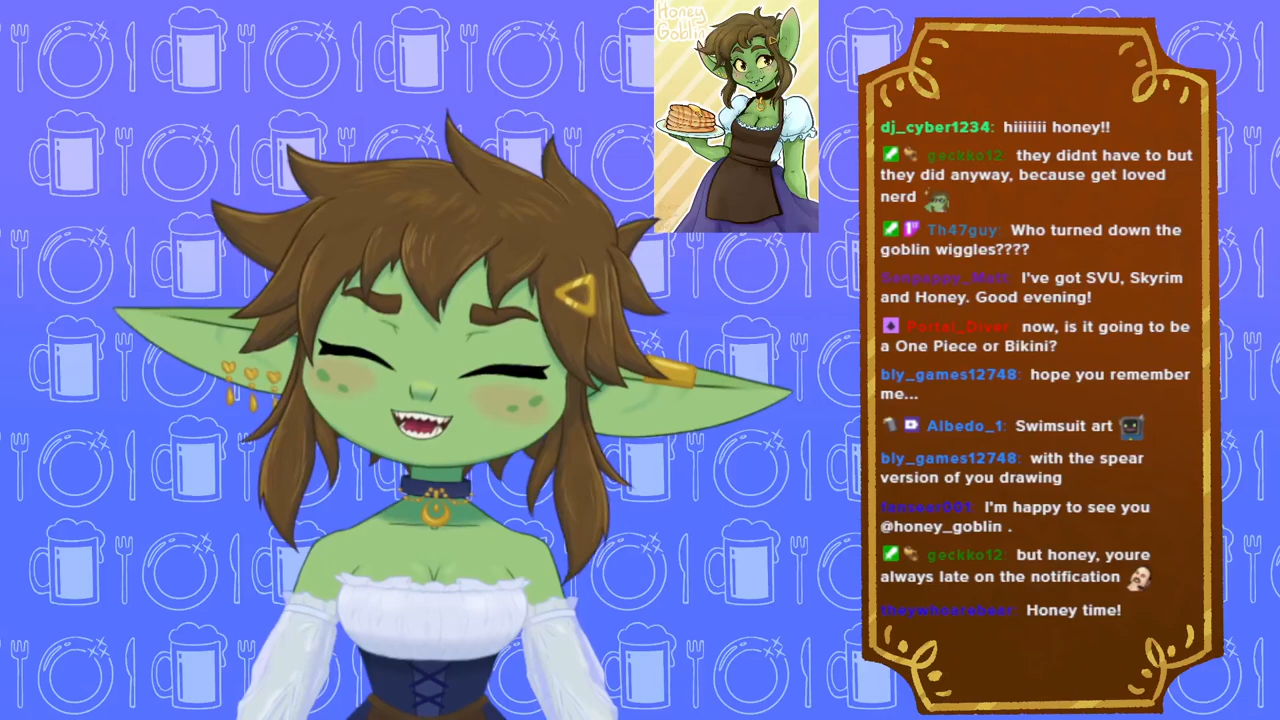 Honey
Goblin
dj_cyber1234: hiiiiiii honey!!
geckko12: they didnt have to but
they did anyway, because get loved
nerd
Th47guy: Who turned down the
goblin wiggles????
Senpappy_Matt: I've got SVU, Skyrim
and Honey. Good evening!
Portal_Diver: now, is it going to be
a One Piece or Bikini?
bly_games12748: hope you remember
me...
Albedo_1: Swimsuit art
bly_games12748: with the spear
version of you drawing
I'm happy to see you
@honey_goblin .
geckko12: but honey, youre
always late on the notification
Honey time!